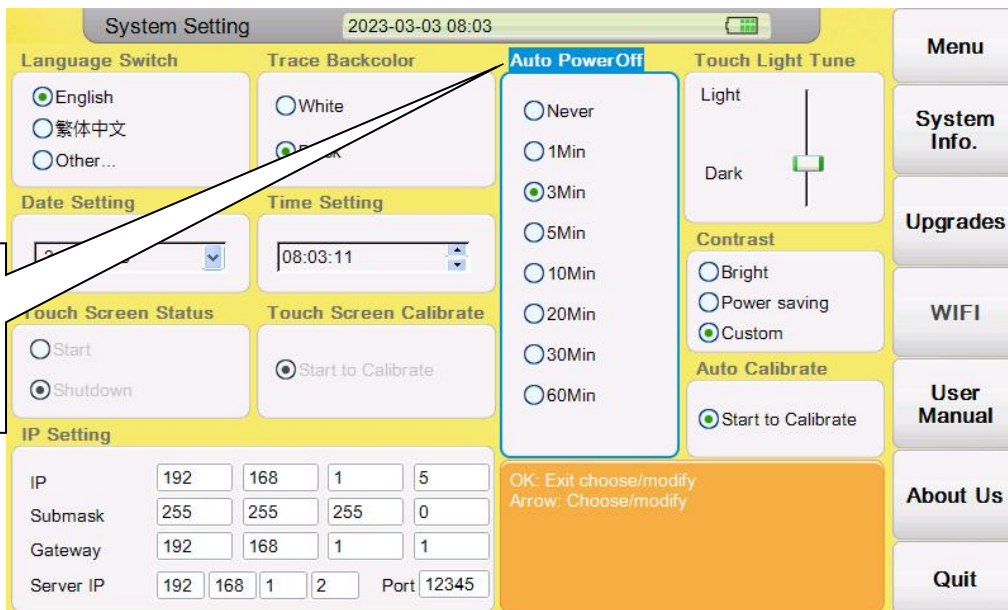 System Setting
2023-03-03 08:03
Language Switch
English
繁体中文
Other...
Trace Backcolor
White
Auto PowerOff
Never
1Min
3Min
5Min
10Min
20Min
30Min
60Min
Touch Light Tune
Light
Dark
Date Setting
Time Setting
08:03:11
Contrast
Bright
Power saving
Custom
Touch Screen Status
Start
Shutdown
Touch Screen Calibrate
Start to Calibrate
Auto Calibrate
Start to Calibrate
IP Setting
IP 192 168 1 5
Submask 255 255 255 0
Gateway 192 168 1 1
Server IP 192 168 1 2 Port 12345
OK: Exit choose/modify
Arrow: Choose/modify
Menu
System
Info.
Upgrades
WIFI
User
Manual
About Us
Quit